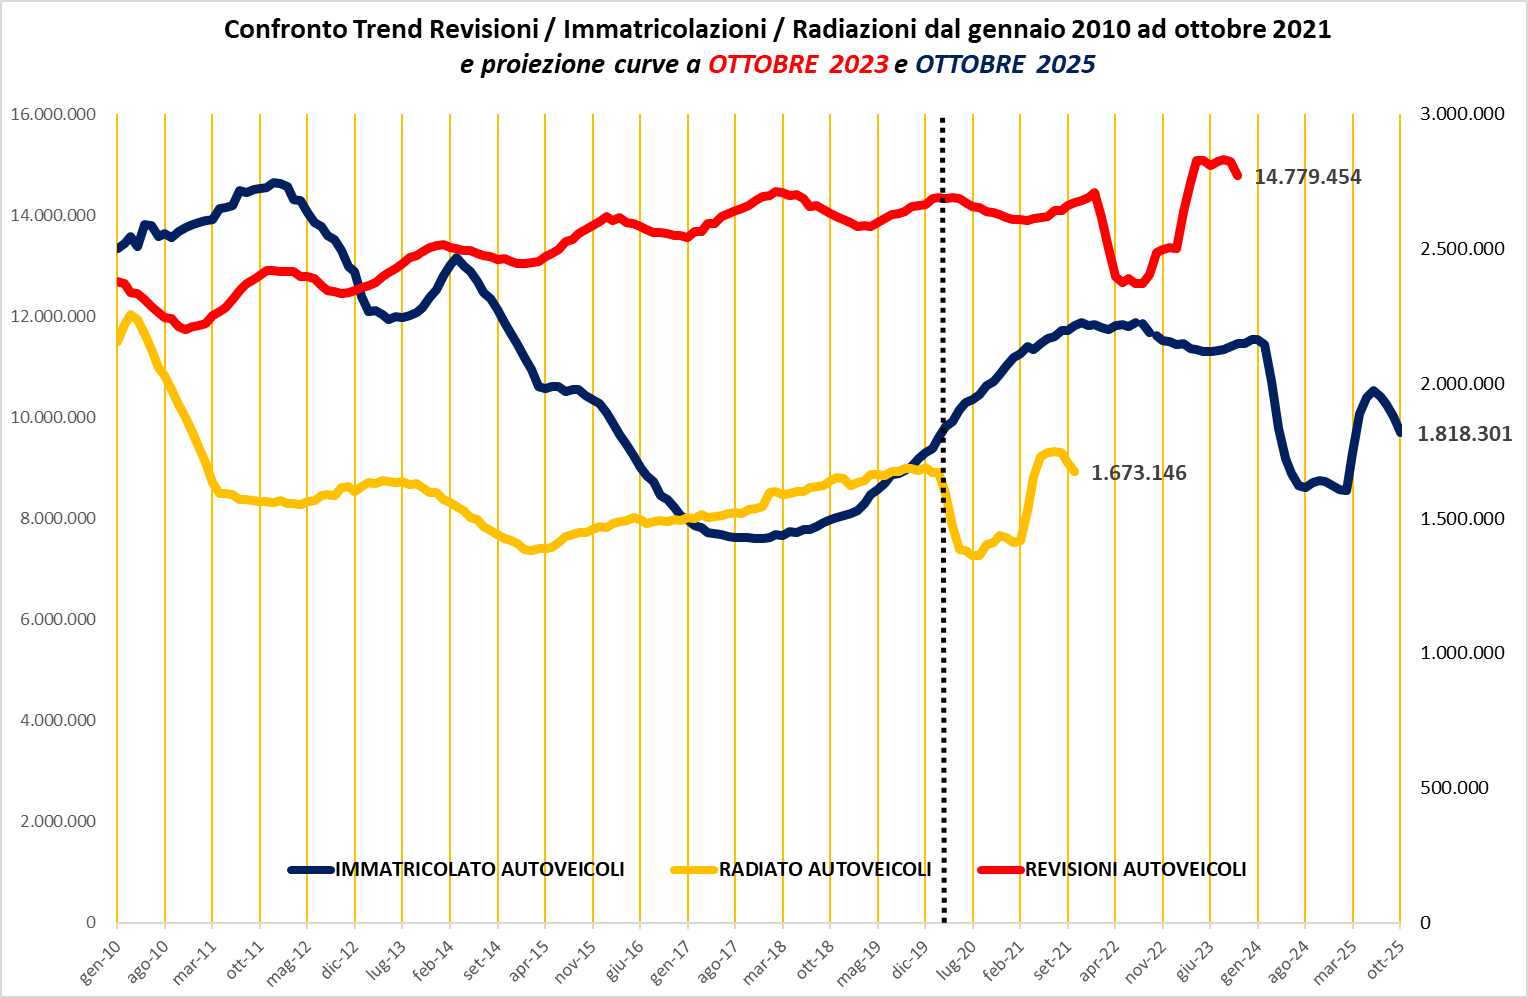 Confronto Trend Revisioni / Immatricolazioni / Radiazioni dal gennaio 2010 ad ottobre 2021
e proiezione curve a OTTOBRE 2023 e OTTOBRE 2025
16.000.000
14.000.000
12.000.000
10.000.000
8.000.000
6.000.000
4.000.000
2.000.000
0
3.000.000
2.500.000
2.000.000
1.500.000
1.000.000
500.000
0
14.779.454
1.818.301
1.673.146
IMMATRICOLATO AUTOVEICOLI
RADIATO AUTOVEICOLI
REVISIONI AUTOVEICOLI
gen-10
ago-10
mar-11
ott-11
mag-12
dic-12
lug-13
feb-14
set-14
apr-15
nov-15
giu-16
gen-17
ago-17
mar-18
ott-18
mag-19
dic-19
lug-20
feb-21
set-21
apr-22
nov-22
giu-23
gen-24
ago-24
mar-25
ott-25